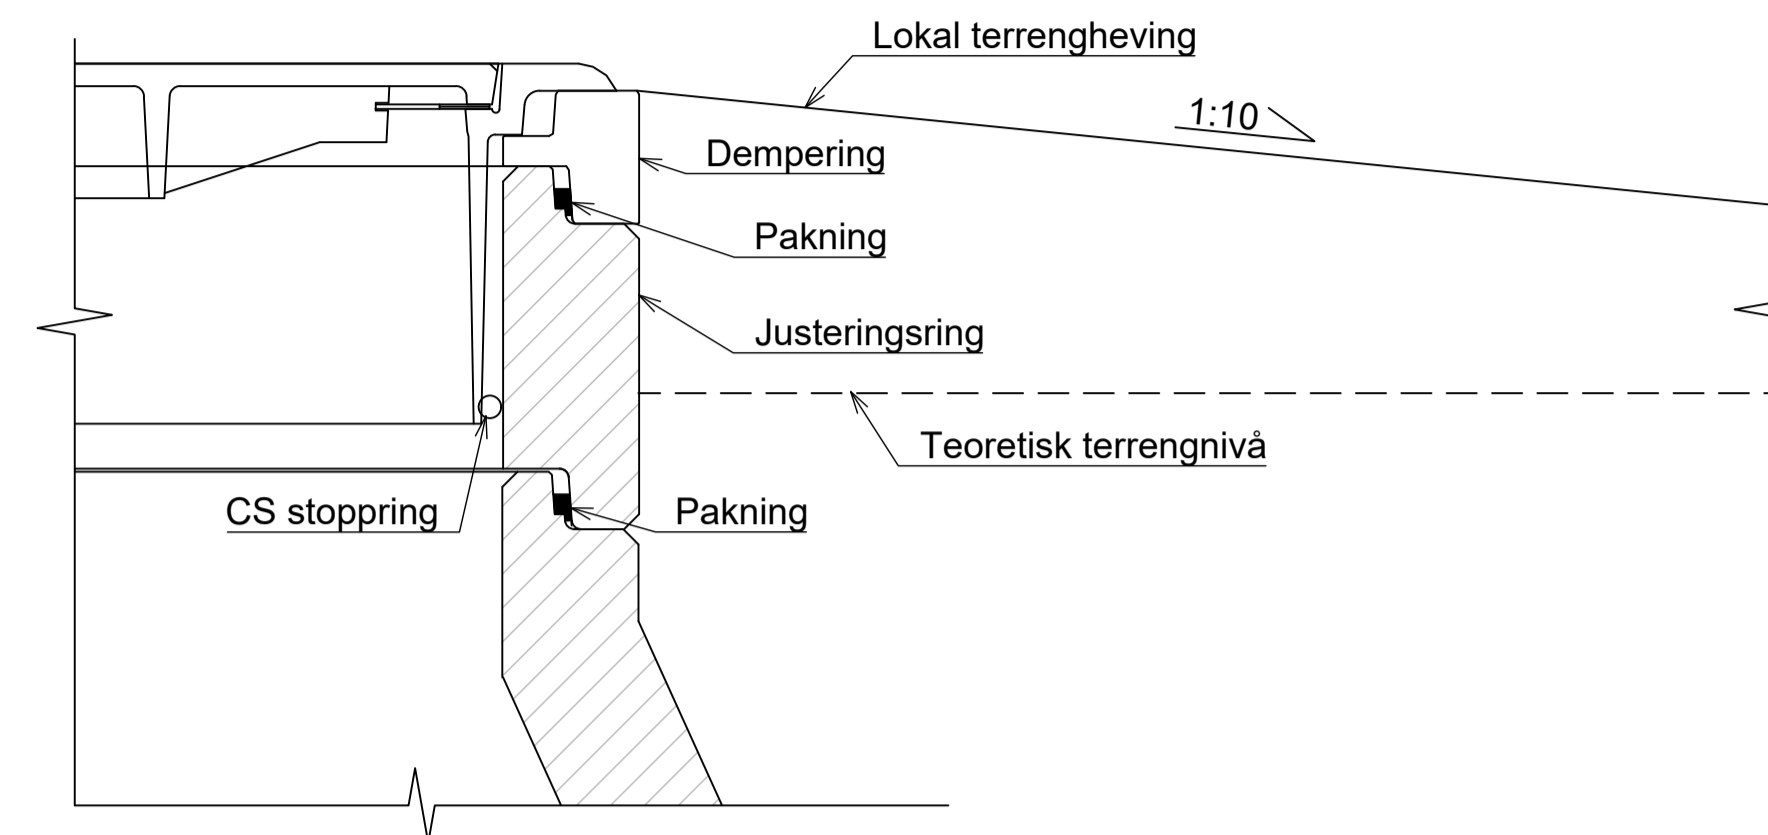 Lokal terrengheving
1:10
Dempering
Pakning
Justeringsring
Teoretisk terrengnivå
CS stoppring
Pakning